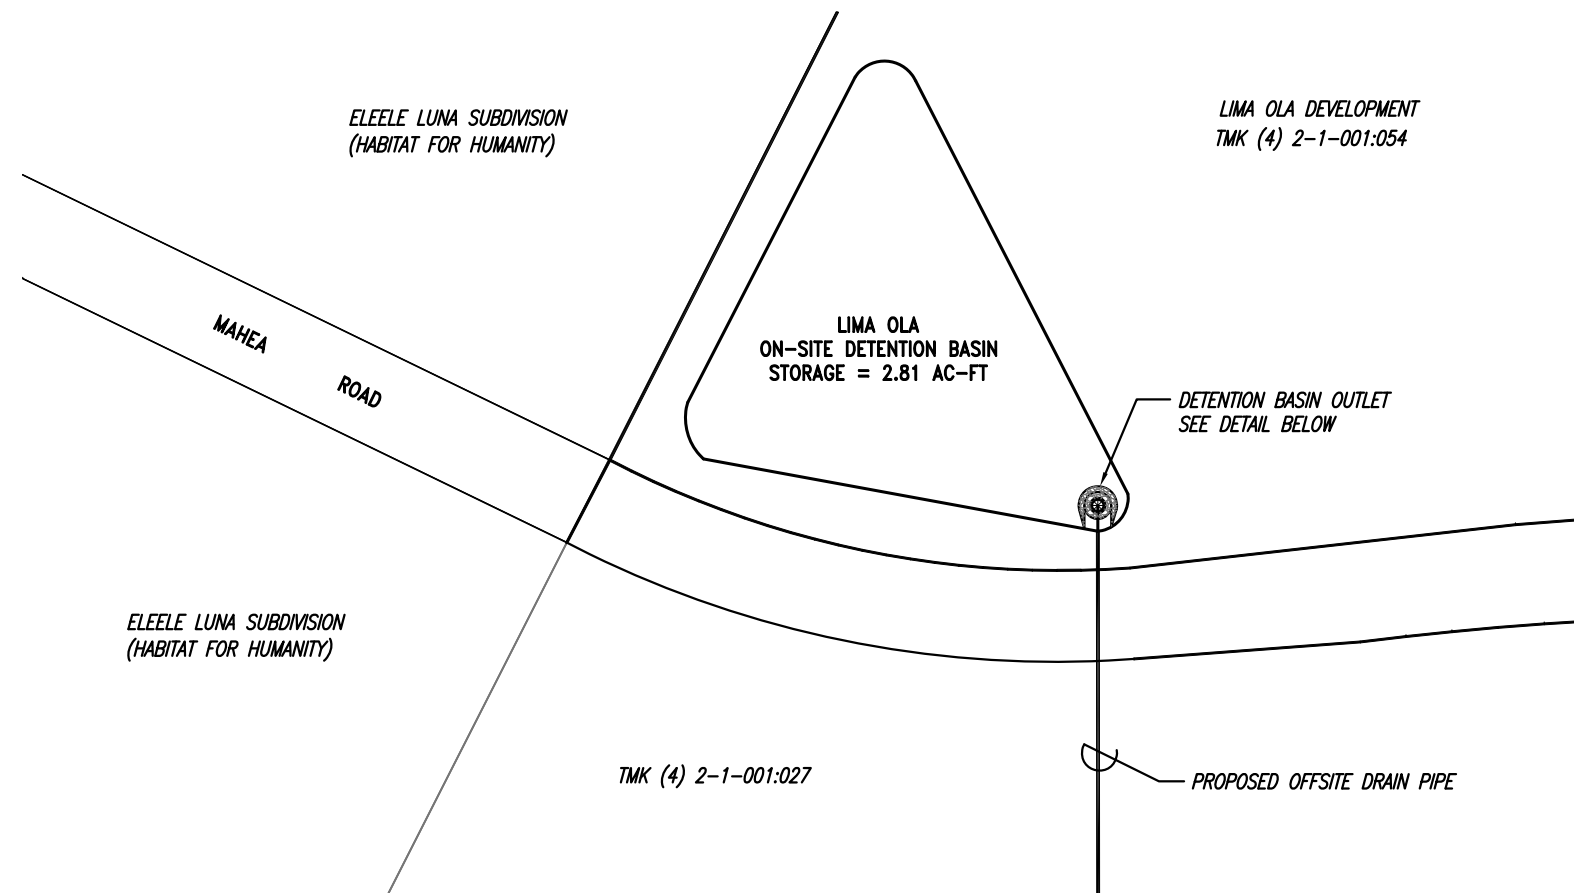 ELEELE LUNA SUBDIVISION
(HABITAT FOR HUMANITY)
LIMA OLA DEVELOPMENT
TMK (4) 2-1-001:054
MAHEA ROAD
LIMA OLA
ON-SITE DETENTION BASIN
STORAGE = 2.81 AC-FT
DETENTION BASIN OUTLET
SEE DETAIL BELOW
ELEELE LUNA SUBDIVISION
(HABITAT FOR HUMANITY)
TMK (4) 2-1-001:027
PROPOSED OFFSITE DRAIN PIPE